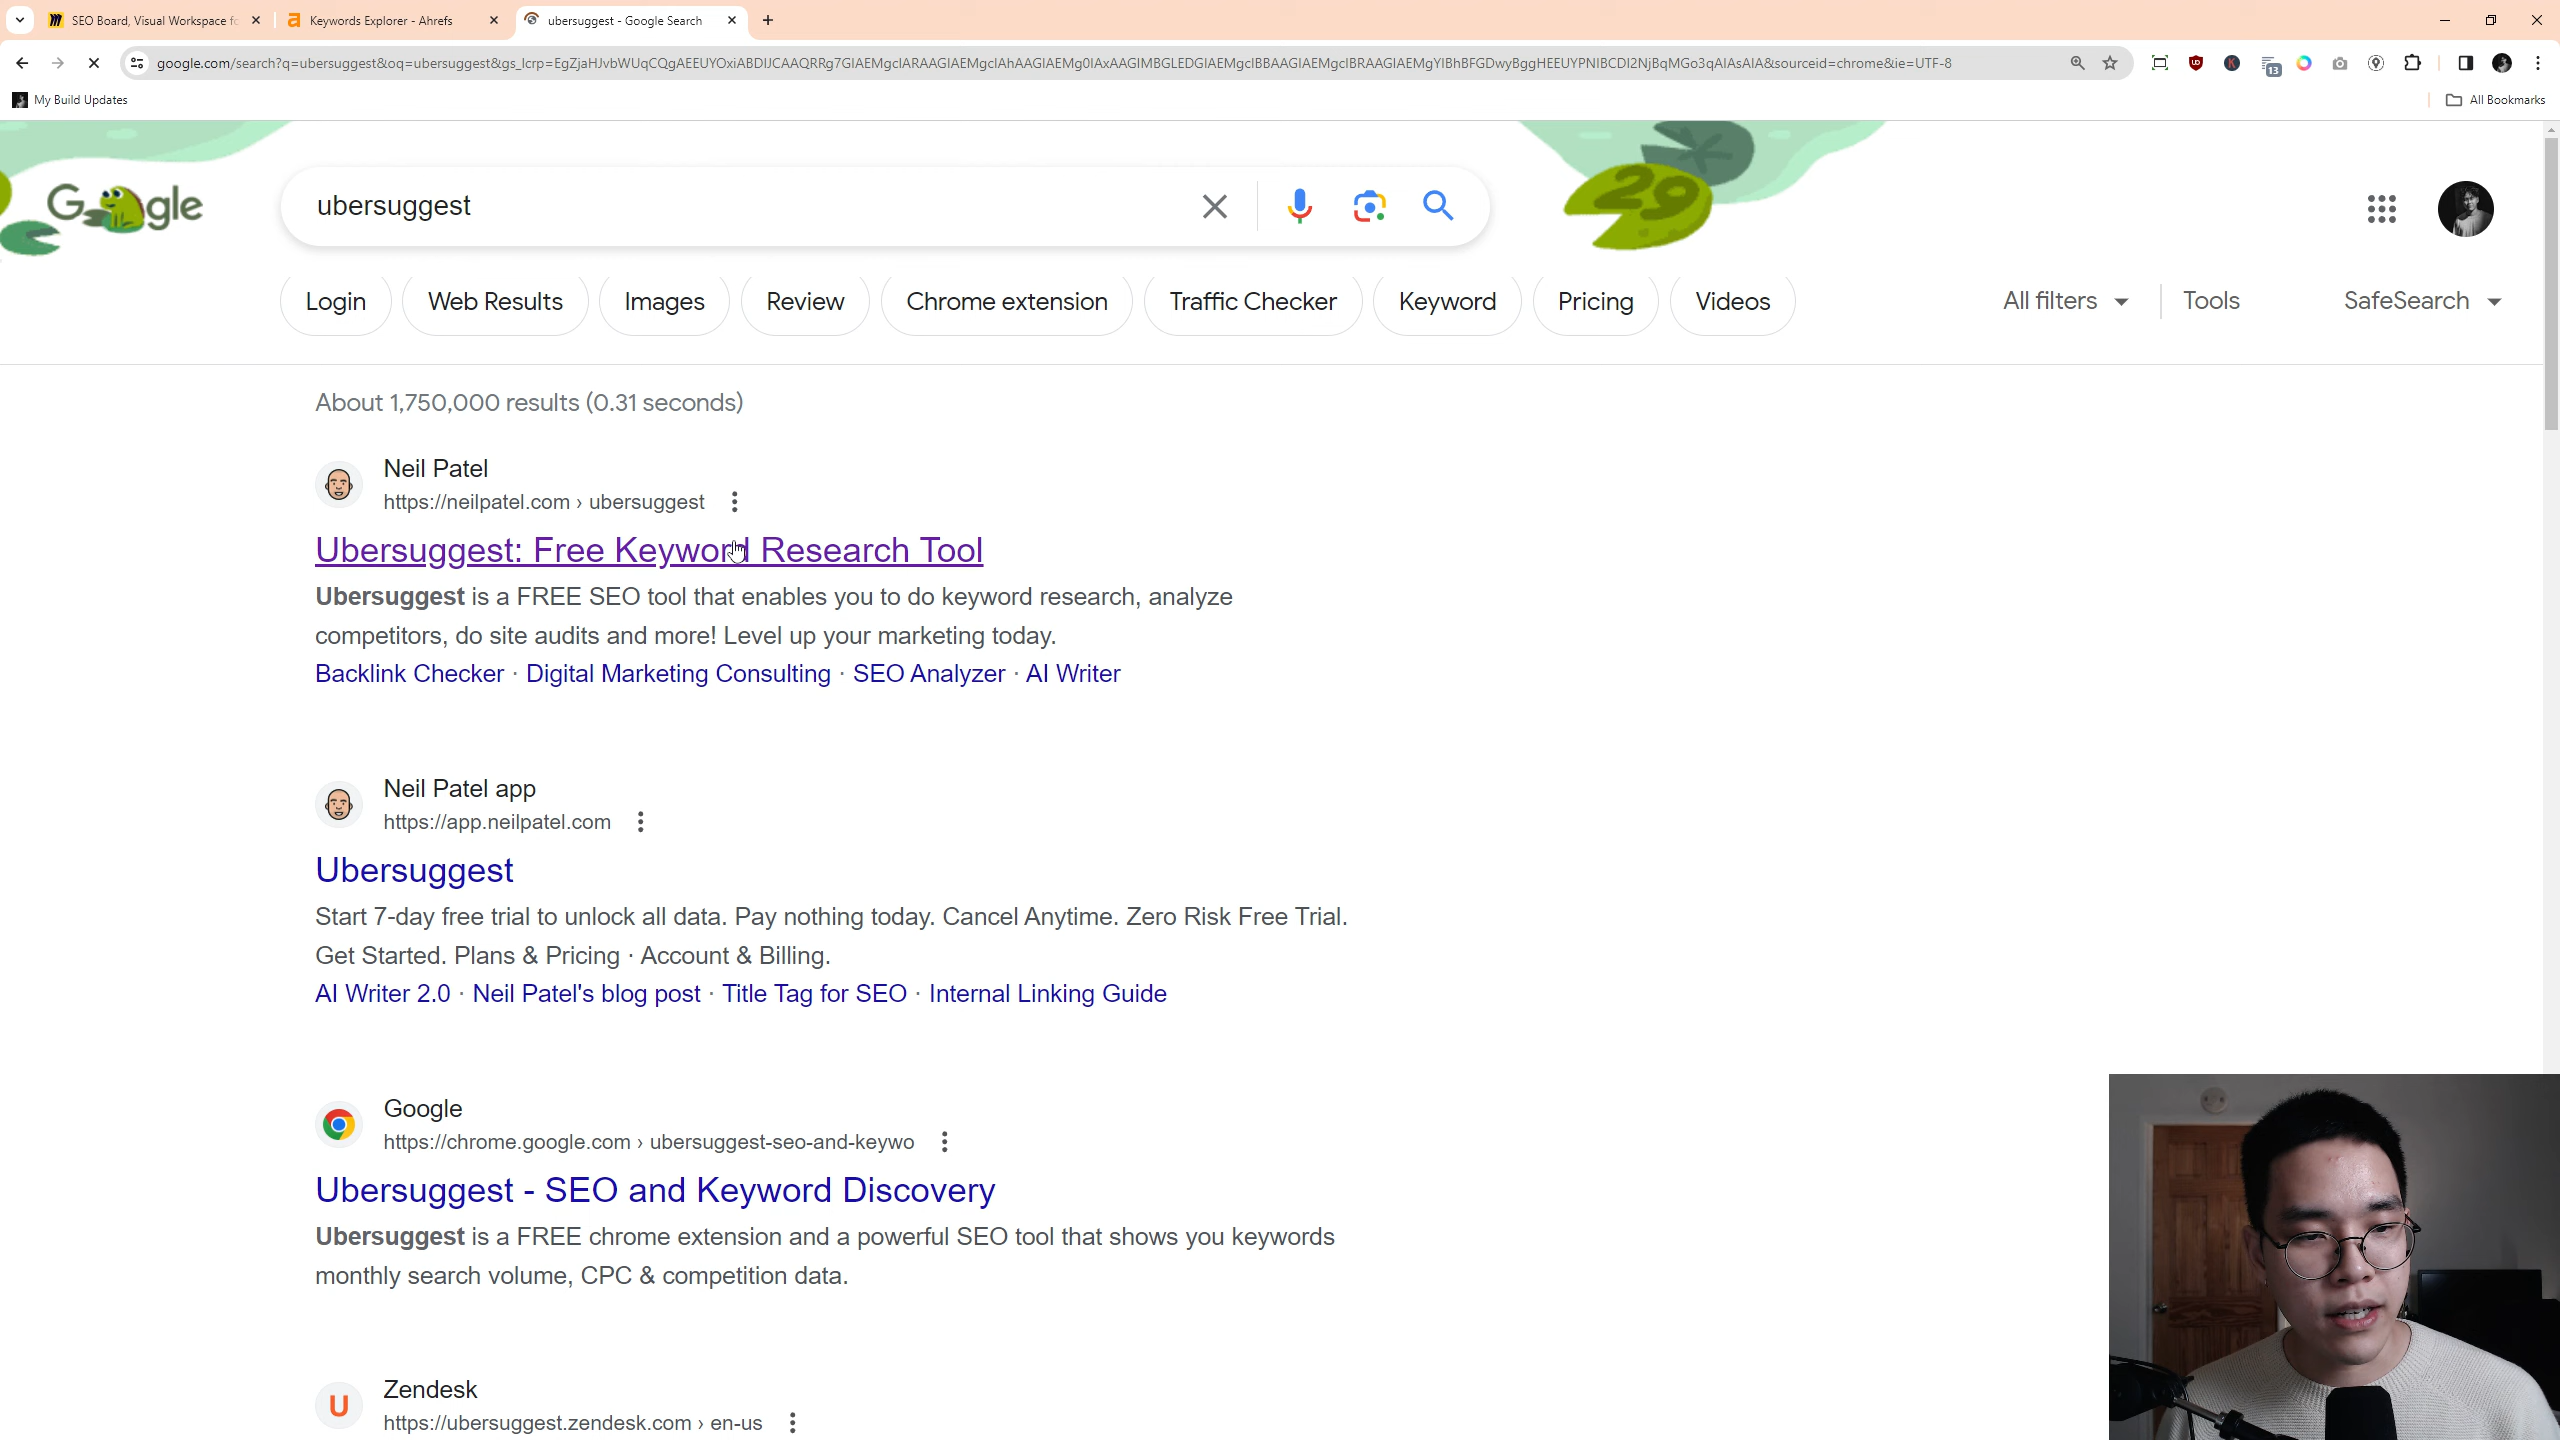 SEO Board, Visual Workspace fo
Keywords Explorer - Ahrefs
ubersuggest - Google Search
google.com/search?q=ubersuggest&oq=ubersuggest&gs_lcrp=EgZjaHJvbWUqCQgAEEUYOxiABDIJCAAQRRg7GIAEMgcIARAAGIAEMgcIAhAAGIAEMg0IAxAAGIMBGLEDGIAEMgcIBBAAGIAEMgcIBRAAGIAEMgYIBhBFGDwyBggHEEUYPNIBCDI2NjBqMGo3qAIAsAIA&sourceid=chrome&ie=UTF-8
13
My Build Updates
All Bookmarks
Google
ubersuggest
29
Login
Web Results
Images
Review
Chrome extension
Traffic Checker
Keyword
Pricing
Videos
All filters
Tools
SafeSearch
About 1,750,000 results (0.31 seconds)
Neil Patel
https://neilpatel.com › ubersuggest
Ubersuggest: Free Keyword Research Tool
Ubersuggest is a FREE SEO tool that enables you to do keyword research, analyze
competitors, do site audits and more! Level up your marketing today.
Backlink Checker · Digital Marketing Consulting · SEO Analyzer · AI Writer
Neil Patel app
https://app.neilpatel.com
Ubersuggest
Start 7-day free trial to unlock all data. Pay nothing today. Cancel Anytime. Zero Risk Free Trial.
Get Started. Plans & Pricing · Account & Billing.
AI Writer 2.0 · Neil Patel's blog post · Title Tag for SEO · Internal Linking Guide
Google
https://chrome.google.com › ubersuggest-seo-and-keywo
Ubersuggest - SEO and Keyword Discovery
Ubersuggest is a FREE chrome extension and a powerful SEO tool that shows you keywords
monthly search volume, CPC & competition data.
U
Zendesk
https://ubersuggest.zendesk.com › en-us